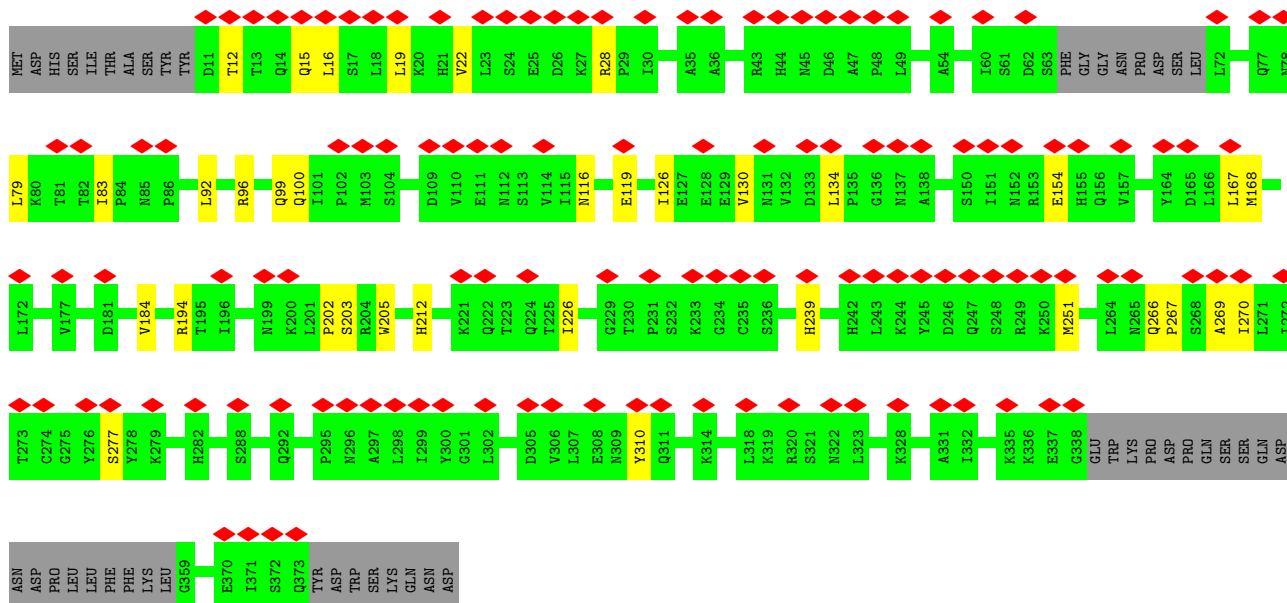 MET ASP HIS SER ILE THR ALA SER TYR TYR D11 T12 T13 Q14 Q15 L16 S17 L18 L19 K20 H21 V22 L23 S24 E25 D26 K27 R28 P29 I30 A35 A36 R43 H44 N45 D46 A47 P48 L49 A54 I60 S61 D62 S63 PHE GLY GLY ASN PRO ASP SER LEU L72 Q77 N78
L79 K80 T81 T82 I83 P84 N85 P86 L92 R96 Q99 Q100 I101 P102 M103 S104 D109 V110 E111 N112 S113 V114 I115 N116 E119 I126 E127 E128 E129 V130 N131 V132 D133 L134 P135 G136 N137 A138 S150 I151 N152 R153 E154 H155 Q156 V157 Y164 D165 L166 L167 M168
L172 V177 D181 V184 R194 T195 I196 N199 K200 L201 P202 S203 R204 W205 H212 K221 Q222 T223 Q224 T225 I226 G229 T230 P231 S232 K233 G234 C235 S236 H239 H242 L243 K244 Y245 D246 Q247 S248 R249 K250 M251 L264 N265 Q266 P267 S268 A269 I270 L271 I272
T273 C274 G275 Y276 S277 Y278 K279 H282 S288 Q292 P295 N296 A297 L298 I299 Y300 G301 L302 D305 V306 L307 E308 N309 Y310 Q311 K314 L318 K319 R320 S321 N322 L323 K328 A331 I332 K335 K336 E337 G338 GLU TRP LYS PRO ASP PRO GLN SER SER GLN ASP
ASN ASP PRO LEU LEU PHE PHE LYS LEU G359 E370 I371 S372 Q373 TYR ASP TRP SER LYS GLN ASN ASP